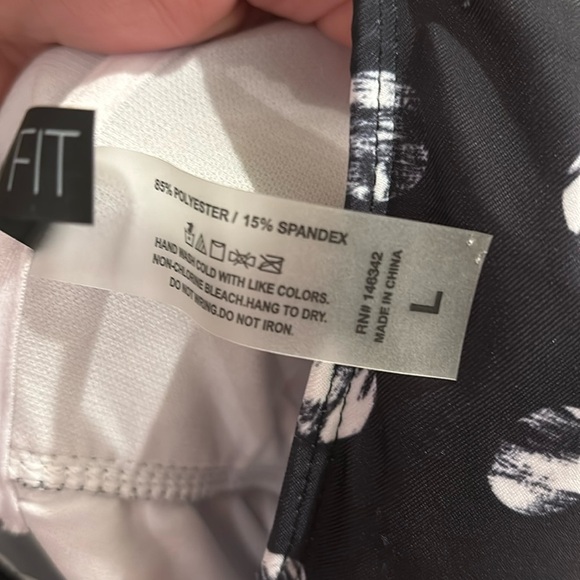 FIT
85% POLYESTER / 15% SPANDEX
HAND WASH COLD WITH LIKE COLORS.
NON-CHLORINE BLEACH.HANG TO DRY.
DO NOT WRING.DO NOT IRON.
RN# 146342
MADE IN CHINA
L